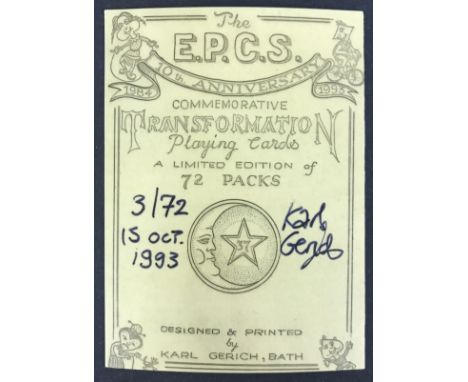 The
E.P.C.S.
10th ANNIVERSARY
1984 1993
COMMEMORATIVE
TRANSFORMATION
Playing Cards
A LIMITED EDITION of
72 PACKS
3/72
15 OCT.
1993
37
Karl
Gerich
DESIGNED & PRINTED
by
KARL GERICH, BATH